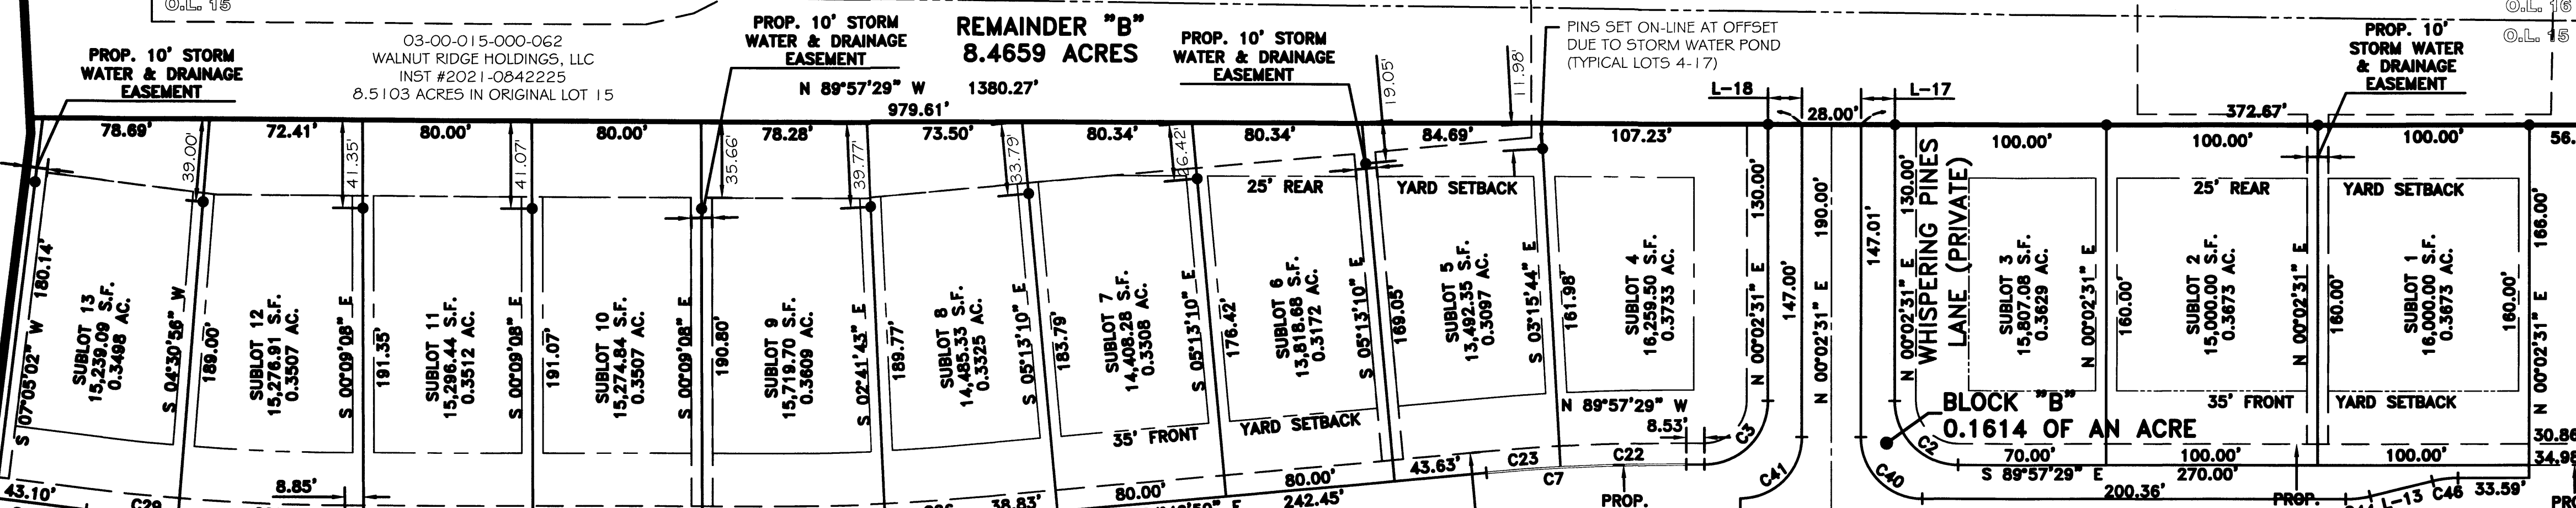 O.L. 15
PROP. 10' STORM
WATER & DRAINAGE
EASEMENT
03-00-015-000-062
WALNUT RIDGE HOLDINGS, LLC
INST #2021-0842225
8.5103 ACRES IN ORIGINAL LOT 15
PROP. 10' STORM
WATER & DRAINAGE
EASEMENT
REMAINDER "B"
8.4659 ACRES
N 89°57'29" W 1380.27'
979.61'
PROP. 10' STORM
WATER & DRAINAGE
EASEMENT
PINS SET ON-LINE AT OFFSET
DUE TO STORM WATER POND
(TYPICAL LOTS 4-17)
L-18
28.00'
L-17
PROP. 10'
STORM WATER
& DRAINAGE
EASEMENT
O.L. 16
O.L. 15
372.67'
78.69'
72.41'
80.00'
80.00'
78.28'
73.50'
80.34'
80.34'
84.69'
107.23'
100.00'
100.00'
100.00'
56.
39.00'
41.35'
41.07'
35.66'
39.77'
33.79'
26.42'
19.05'
11.98'
25' REAR
YARD SETBACK
25' REAR
YARD SETBACK
S 07°05'02" W 180.14'
SUBLOT 13
15,239.09 S.F.
0.3498 AC.
S 04°30'56" W
189.00'
SUBLOT 12
15,276.91 S.F.
0.3507 AC.
S 00°09'08" E
191.35'
SUBLOT 11
15,296.44 S.F.
0.3512 AC.
S 00°09'08" E
191.07'
SUBLOT 10
15,274.84 S.F.
0.3507 AC.
S 00°09'08" E
190.80'
SUBLOT 9
15,719.70 S.F.
0.3609 AC.
S 02°41'43" E
189.77'
SUBLOT 8
14,485.33 S.F.
0.3325 AC.
S 05°13'10" E
183.79'
SUBLOT 7
14,408.28 S.F.
0.3308 AC.
S 05°13'10" E
176.42'
SUBLOT 6
13,818.68 S.F.
0.3172 AC.
S 05°13'10" E
169.05'
SUBLOT 5
13,492.35 S.F.
0.3097 AC.
S 03°15'44" E
161.98'
SUBLOT 4
16,259.50 S.F.
0.3733 AC.
N 00°02'31" E 130.00'
147.00'
N 00°02'31" E 190.00'
147.01'
N 00°02'31" E 130.00'
WHISPERING PINES
LANE (PRIVATE)
SUBLOT 3
15,807.08 S.F.
0.3629 AC.
N 00°02'31" E
160.00'
SUBLOT 2
15,000.00 S.F.
0.3673 AC.
N 00°02'31" E
160.00'
SUBLOT 1
16,000.00 S.F.
0.3673 AC.
160.00'
N 00°02'31" E 166.00'
35' FRONT
YARD SETBACK
N 89°57'29" W
8.53'
C3
BLOCK "B"
0.1614 OF AN ACRE
35' FRONT
YARD SETBACK
43.10'
C29
8.85'
38.83'
80.00'
80.00'
242.45'
43.63'
C23
C22
C7
PROP.
C41
C40
C2
70.00'
100.00'
100.00'
S 89°57'29" E 270.00'
200.36'
PROP.
L-13
C46
33.59'
30.86
34.98